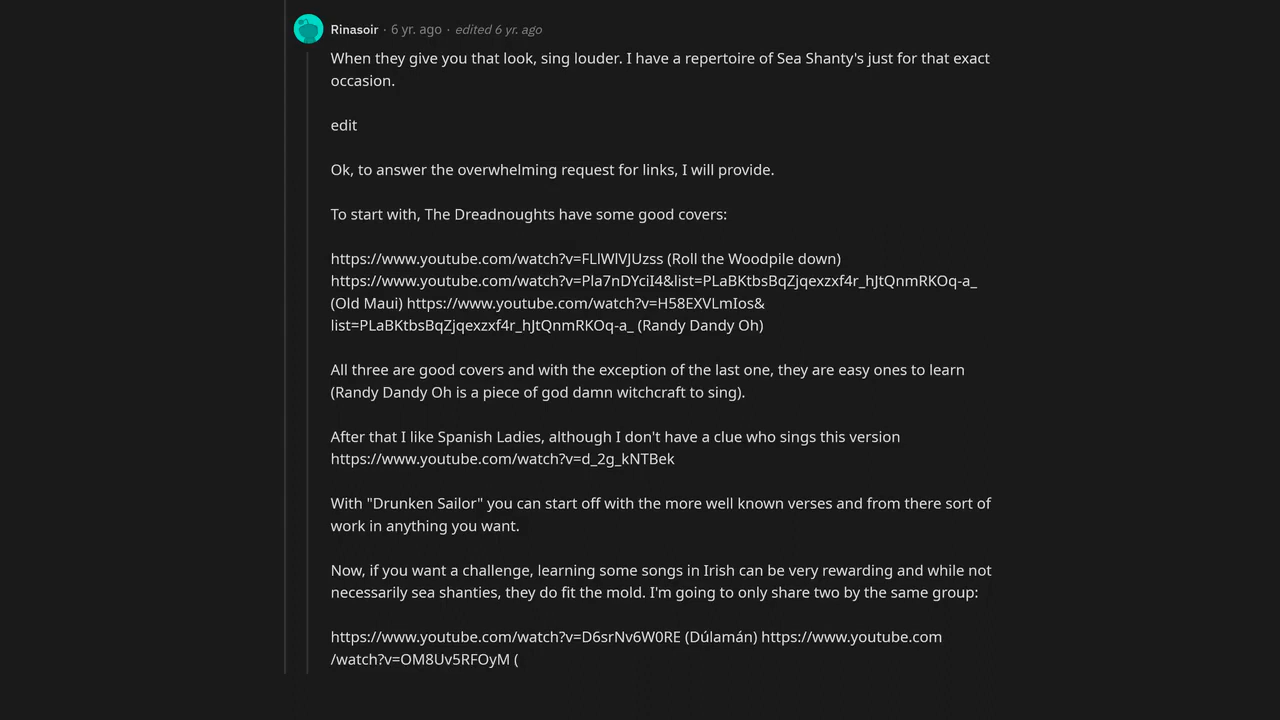 Rinasoir · 6 yr. ago · edited 6 yr. ago
When they give you that look, sing louder. I have a repertoire of Sea Shanty's just for that exact
occasion.
edit
Ok, to answer the overwhelming request for links, I will provide.
To start with, The Dreadnoughts have some good covers:
https://www.youtube.com/watch?v=FLlWlVJUzss (Roll the Woodpile down)
https://www.youtube.com/watch?v=Pla7nDYciI4&list=PLaBKtbsBqZjqexzxf4r_hJtQnmRKOq-a_
(Old Maui) https://www.youtube.com/watch?v=H58EXVLmIos&
list=PLaBKtbsBqZjqexzxf4r_hJtQnmRKOq-a_ (Randy Dandy Oh)
All three are good covers and with the exception of the last one, they are easy ones to learn
(Randy Dandy Oh is a piece of god damn witchcraft to sing).
After that I like Spanish Ladies, although I don't have a clue who sings this version
https://www.youtube.com/watch?v=d_2g_kNTBek
With "Drunken Sailor" you can start off with the more well known verses and from there sort of
work in anything you want.
Now, if you want a challenge, learning some songs in Irish can be very rewarding and while not
necessarily sea shanties, they do fit the mold. I'm going to only share two by the same group:
https://www.youtube.com/watch?v=D6srNv6W0RE (Dúlamán) https://www.youtube.com
/watch?v=OM8Uv5RFOyM (